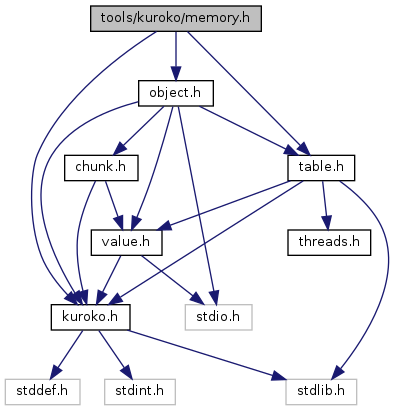 tools/kuroko/memory.h
object.h
chunk.h
table.h
value.h
threads.h
kuroko.h
stdio.h
stddef.h
stdint.h
stdlib.h